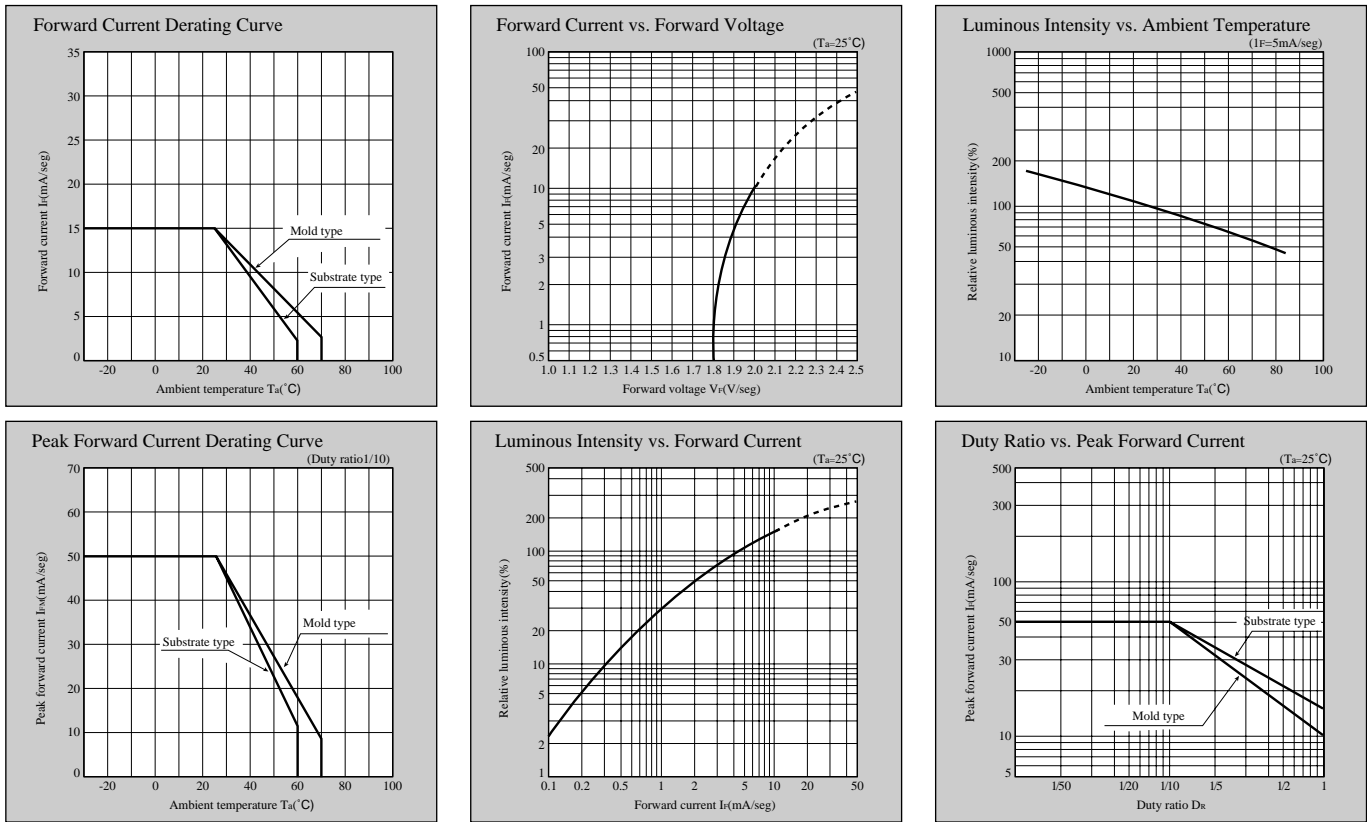 Forward Current Derating Curve
Forward current IF(mA/seg)
35
30
25
20
15
10
5
0
Mold type
Substrate type
-20 0 20 40 60 80 100
Ambient temperature Ta(˚C)
Forward Current vs. Forward Voltage
(Ta=25˚C)
Forward current IF(mA/seg)
100
50
20
10
5
3
2
1
0.5
1.0 1.1 1.2 1.3 1.4 1.5 1.6 1.7 1.8 1.9 2.0 2.1 2.2 2.3 2.4 2.5
Forward voltage VF(V/seg)
Luminous Intensity vs. Ambient Temperature
(1F=5mA/seg)
Relative luminous intensity(%)
1000
500
200
100
50
20
10
-20 0 20 40 60 80 100
Ambient temperature Ta(˚C)
Peak Forward Current Derating Curve
(Duty ratio1/10)
Peak forward current IFM(mA/seg)
70
60
50
40
30
20
10
0
Mold type
Substrate type
-20 0 20 40 60 80 100
Ambient temperature Ta(˚C)
Luminous Intensity vs. Forward Current
(Ta=25˚C)
Relative luminous intensity(%)
500
200
100
50
20
10
5
2
1
0.1 0.2 0.5 1 2 5 10 20 50
Forward current IF(mA/seg)
Duty Ratio vs. Peak Forward Current
(Ta=25˚C)
Peak forward current IF(mA/seg)
500
300
100
50
30
10
5
Substrate type
Mold type
1/50 1/20 1/10 1/5 1/2 1
Duty ratio DR